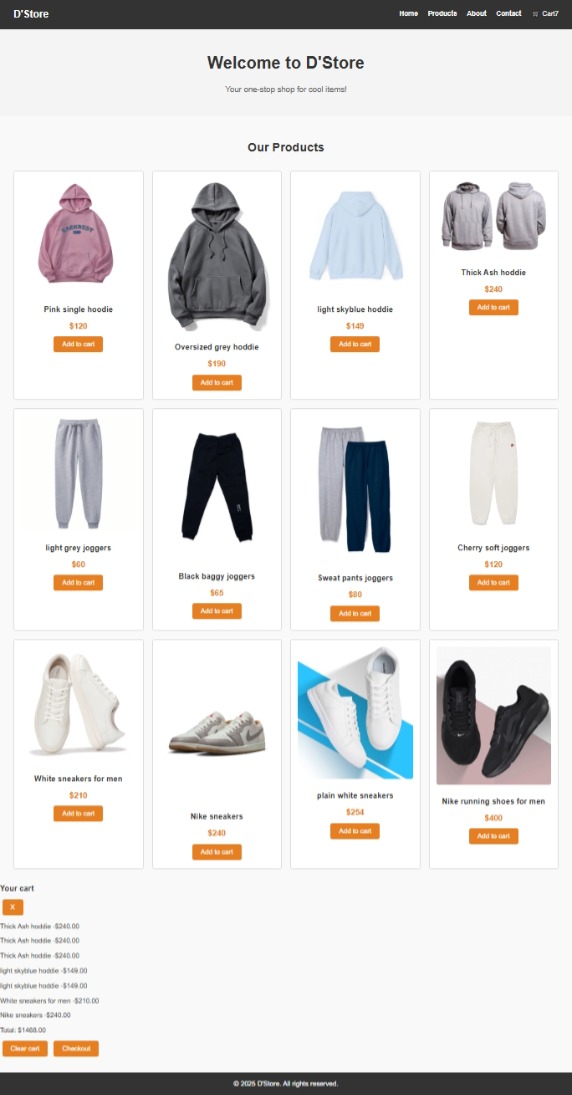 D'Store
Home Products About Contact 🛒 Cart7
Welcome to D'Store
Your one-stop shop for cool items!
Our Products
Pink single hoodie
$120
Add to cart
Oversized grey hoddie
$190
Add to cart
light skyblue hoddie
$149
Add to cart
Thick Ash hoddie
$240
Add to cart
light grey joggers
$60
Add to cart
Black baggy joggers
$65
Add to cart
Sweat pants joggers
$80
Add to cart
Cherry soft joggers
$120
Add to cart
White sneakers for men
$210
Add to cart
Nike sneakers
$240
Add to cart
plain white sneakers
$254
Add to cart
Nike running shoes for men
$400
Add to cart
Your cart
X
Thick Ash hoddie -$240.00
Thick Ash hoddie -$240.00
Thick Ash hoddie -$240.00
light skyblue hoddie -$149.00
light skyblue hoddie -$149.00
White sneakers for men -$210.00
Nike sneakers -$240.00
Total: $1468.00
Clear cart Checkout
© 2025 D'Store. All rights reserved.